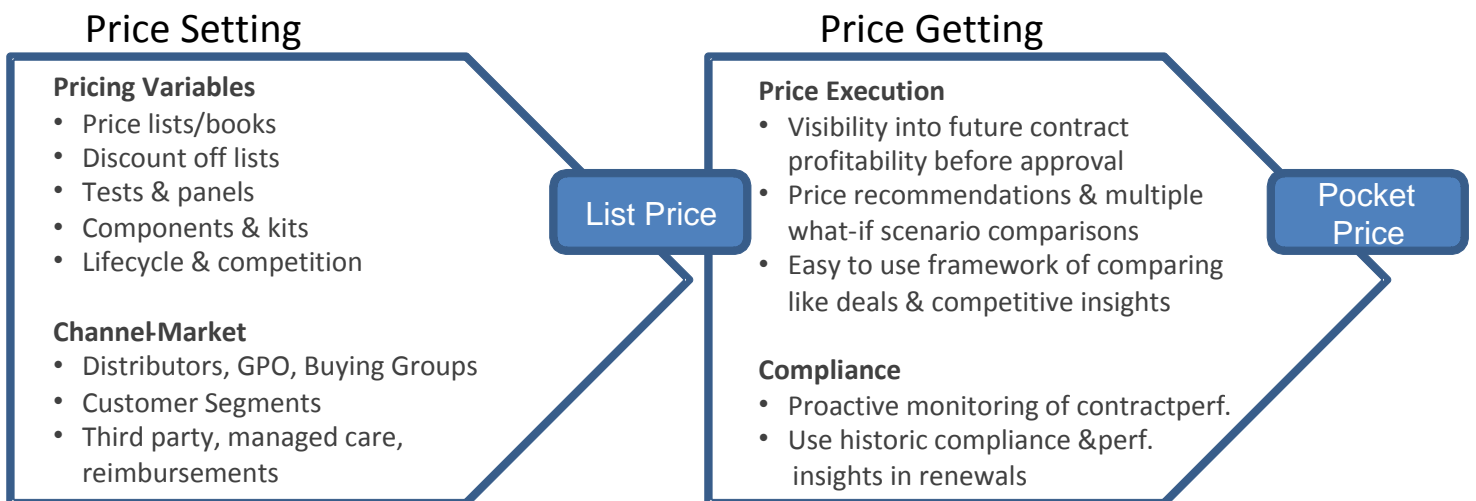 Price Setting
Pricing Variables
• Price lists/books
• Discount off lists
• Tests & panels
• Components & kits
• Lifecycle & competition
Channel-Market
• Distributors, GPO, Buying Groups
• Customer Segments
• Third party, managed care,
reimbursements
List Price
Price Getting
Price Execution
• Visibility into future contract
profitability before approval
• Price recommendations & multiple
what-if scenario comparisons
• Easy to use framework of comparing
like deals & competitive insights
Compliance
• Proactive monitoring of contractperf.
• Use historic compliance &perf.
insights in renewals
Pocket
Price